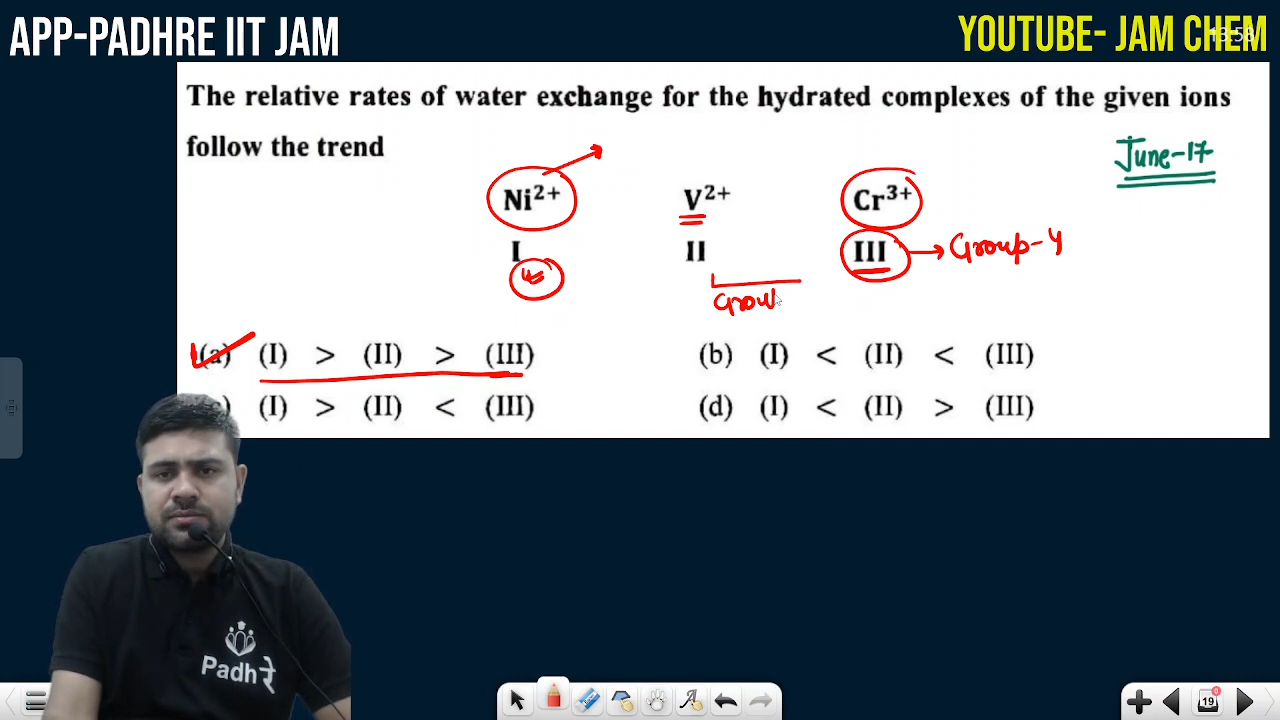 APP-PADHRE IIT JAM
YOUTUBE- JAM CHEM
The relative rates of water exchange for the hydrated complexes of the given ions
follow the trend
June-17
Ni²⁺ V²⁺ Cr³⁺
I II III → Group-4
Grou
(a) (I) > (II) > (III) (b) (I) < (II) < (III)
(I) > (II) < (III) (d) (I) < (II) > (III)
Padhरे
19